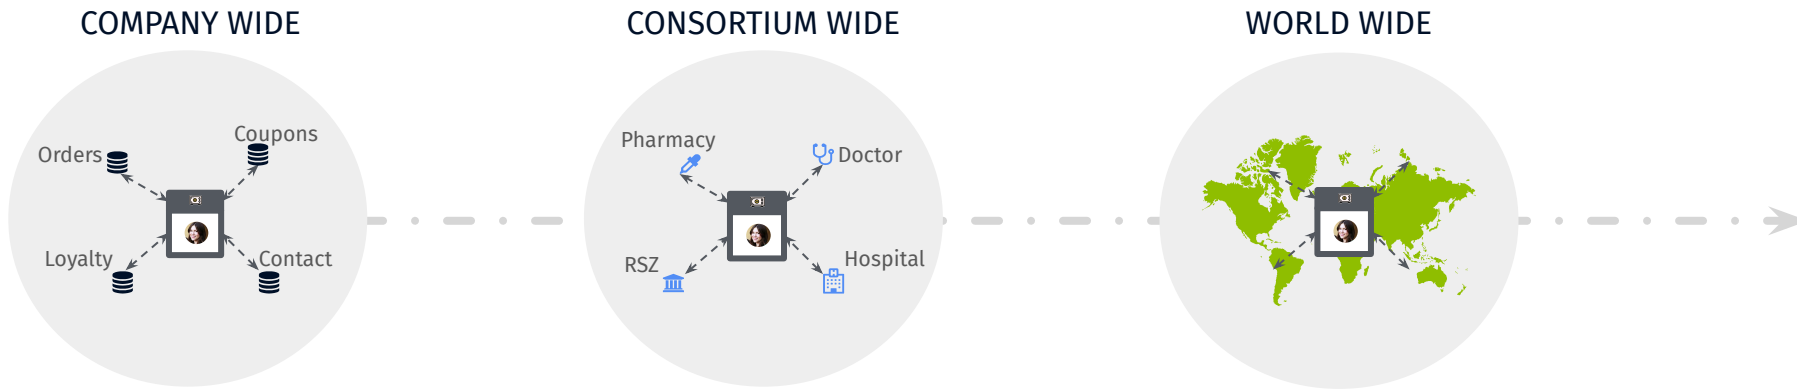 COMPANY WIDE
CONSORTIUM WIDE
WORLD WIDE
Coupons
Orders
Loyalty
Contact
Pharmacy
Doctor
RSZ
Hospital